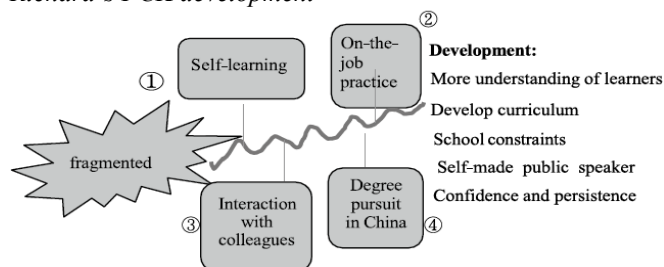 Richard's PCK development
①
Self-learning
②
On-the-
job
practice
fragmented
③
Interaction
with
colleagues
Degree
pursuit
in China
④
Development:
More understanding of learners
Develop curriculum
School constraints
Self-made public speaker
Confidence and persistence